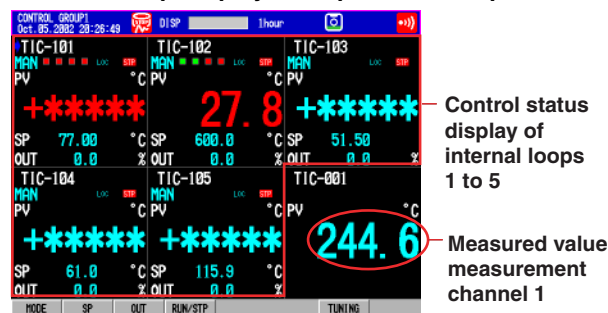 CONTROL GROUP1
Oct.05.2002 20:26:49
DISP
1hour
TIC-101
MAN LOC STP
PV °C
+*****
SP 77.00 °C
OUT 0.0 %
TIC-102
MAN LOC STP
PV °C
27.8
SP 600.0 °C
OUT 0.0 %
TIC-103
MAN LOC STP
PV °C
+*****
SP 51.50
OUT 0.0 %
TIC-104
MAN LOC STP
PV °C
+*****
SP 61.0 °C
OUT 0.0 %
TIC-105
MAN LOC STP
PV °C
+*****
SP 115.9 °C
OUT 0.0 %
TIC-001
PV °C
244.6
MODE SP OUT RUN/STP TUNING
Control status
display of
internal loops
1 to 5
Measured value
measurement
channel 1